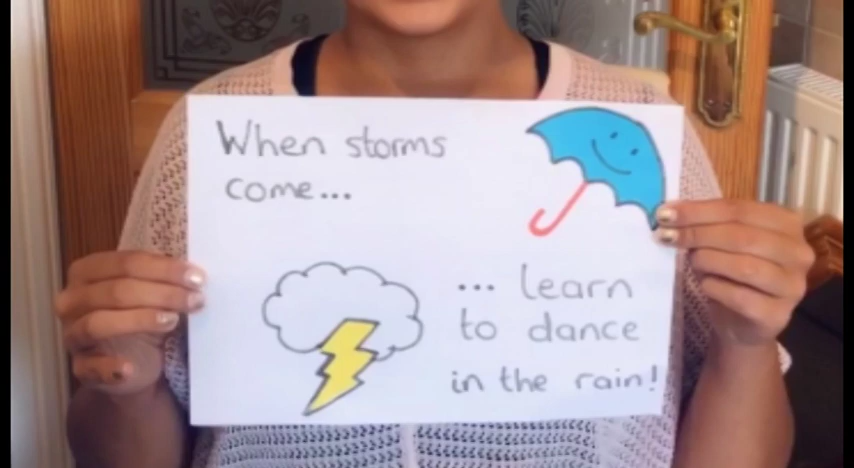 When storms
come...
... learn
to dance
in the rain!